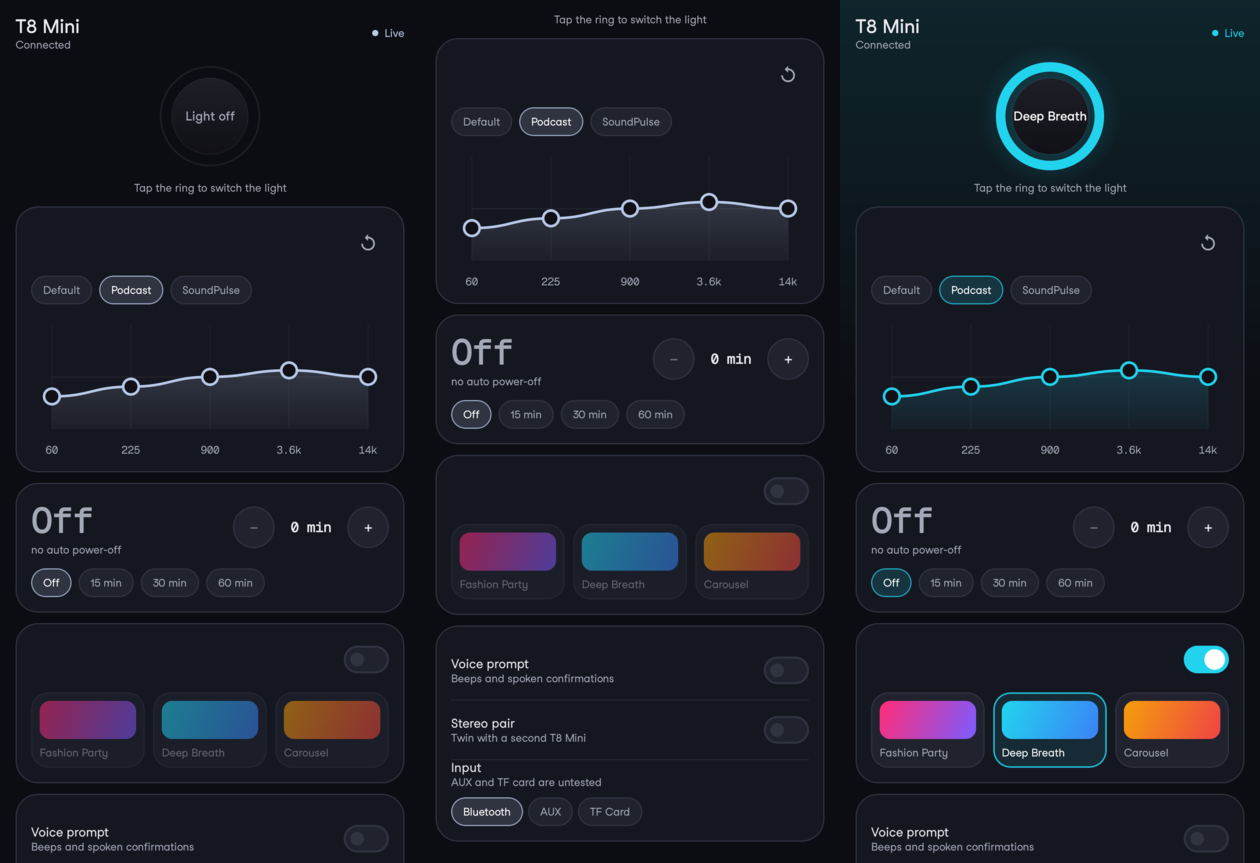 T8 Mini
Connected
Live
Light off
Tap the ring to switch the light
Default
Podcast
SoundPulse
60
225
900
3.6k
14k
Off
no auto power-off
− 0 min +
Off
15 min
30 min
60 min
Fashion Party
Deep Breath
Carousel
Voice prompt
Beeps and spoken confirmations
Tap the ring to switch the light
Default
Podcast
SoundPulse
60
225
900
3.6k
14k
Off
no auto power-off
− 0 min +
Off
15 min
30 min
60 min
Fashion Party
Deep Breath
Carousel
Voice prompt
Beeps and spoken confirmations
Stereo pair
Twin with a second T8 Mini
Input
AUX and TF card are untested
Bluetooth
AUX
TF Card
T8 Mini
Connected
Live
Deep Breath
Tap the ring to switch the light
Default
Podcast
SoundPulse
60
225
900
3.6k
14k
Off
no auto power-off
− 0 min +
Off
15 min
30 min
60 min
Fashion Party
Deep Breath
Carousel
Voice prompt
Beeps and spoken confirmations